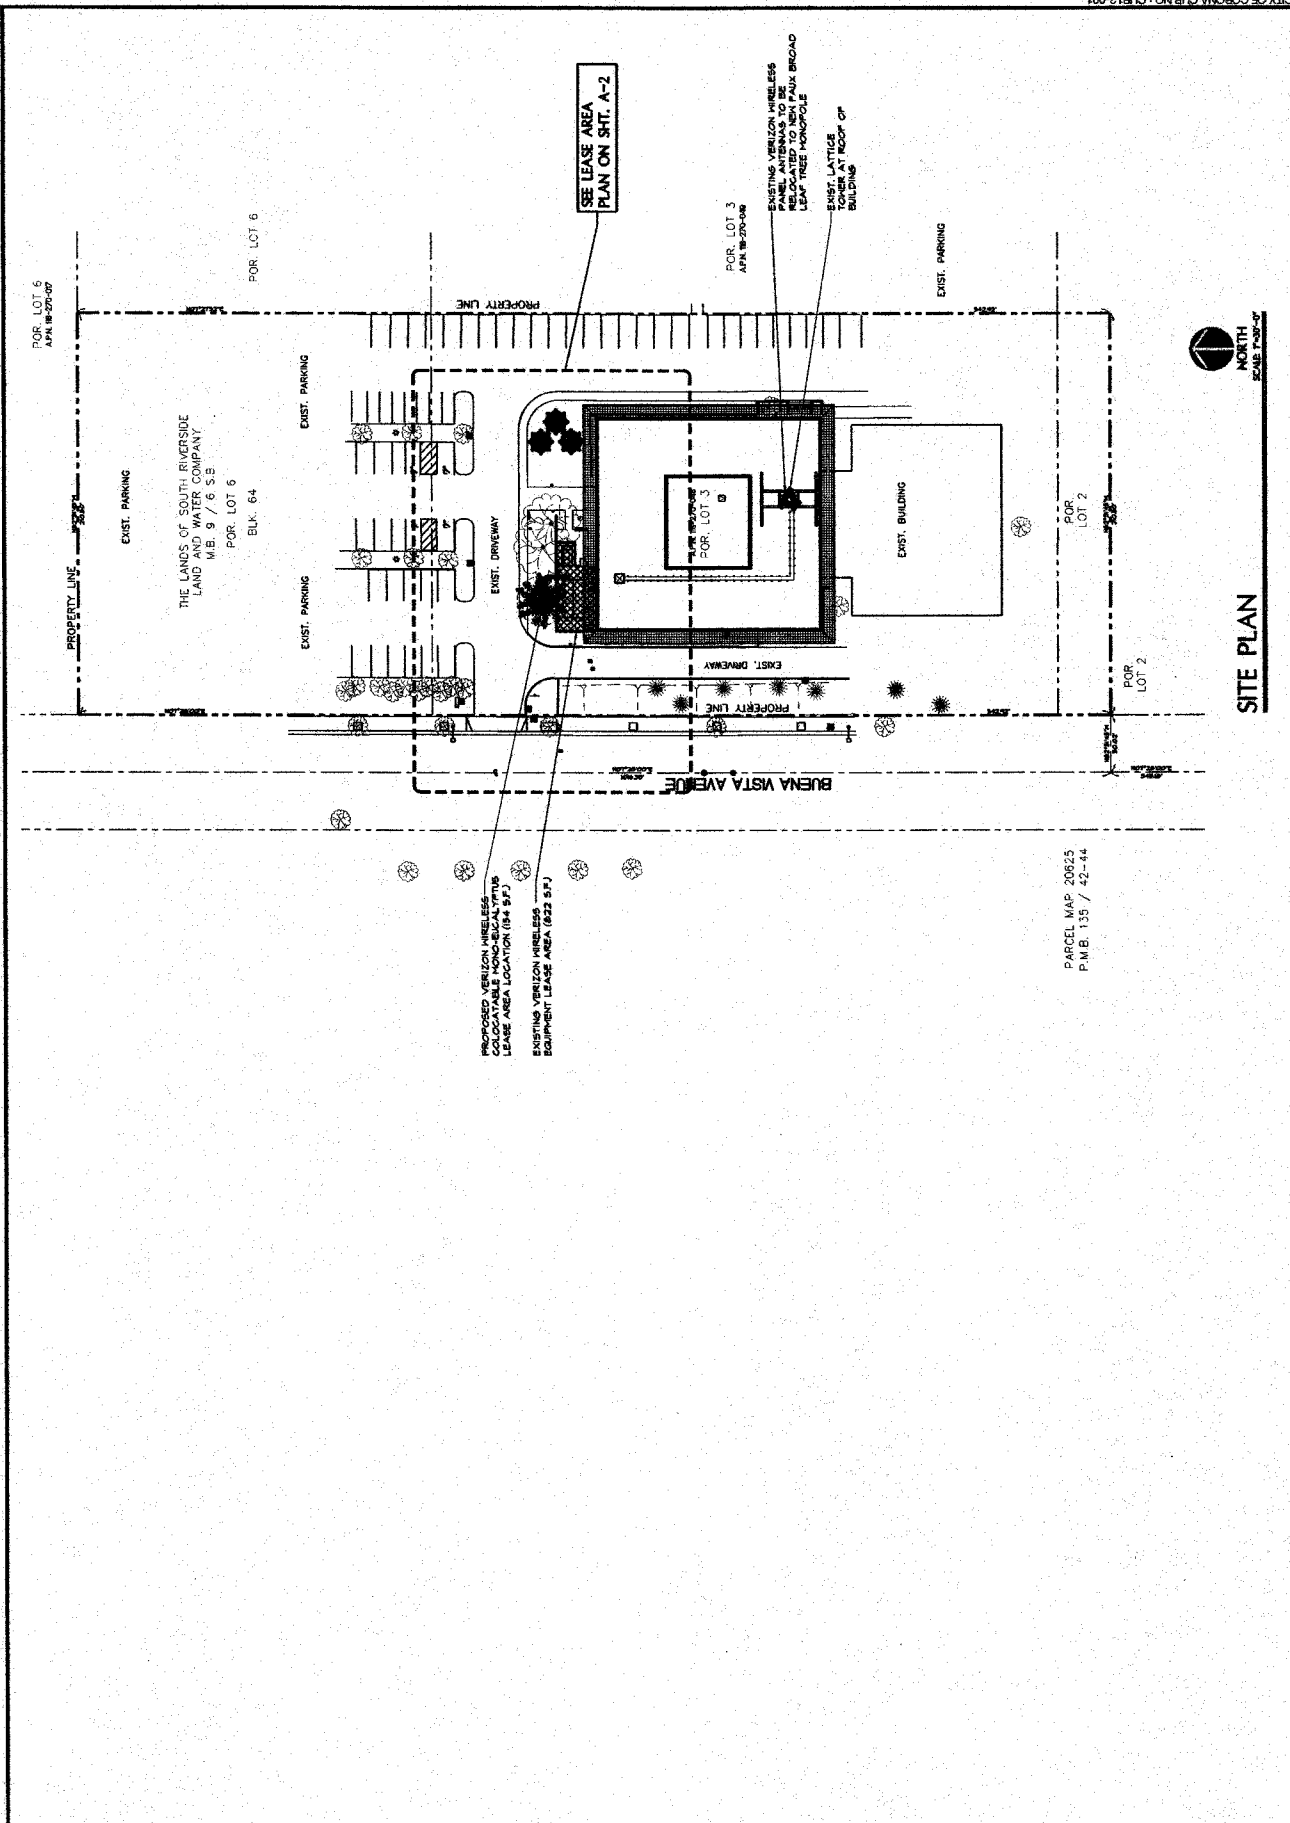 POR. LOT 6
PROPERTY LINE
EXIST. PARKING
THE LANDS OF SOUTH RIVERSIDE
LAND AND WATER COMPANY
M.B. 9 / 6 S.B.
POR. LOT 6
BLK. 64
POR. LOT 6
EXIST. PARKING
EXIST. PARKING
PROPERTY LINE
SEE LEASE AREA
PLAN ON SHT. A-2
EXISTING VERIZON WIRELESS
PANEL ANTENNAS TO BE
RELOCATED TO NEW FAUX BROAD
LEAF TREE MONOPOLE
EXIST. LATTICE
TOWER AT ROOF OF
BUILDING
POR. LOT 3
EXIST. PARKING
EXIST. DRIVEWAY
POR. LOT 3
EXIST. BUILDING
EXIST. DRIVEWAY
PROPERTY LINE
BUENA VISTA AVENUE
PROPOSED VERIZON WIRELESS
COLOCATABLE MONO-EUCALYPTUS
LEASE AREA LOCATION (154 S.F.)
EXISTING VERIZON WIRELESS
EQUIPMENT LEASE AREA (622 S.F.)
POR.
LOT 2
POR.
LOT 2
PARCEL MAP 20625
P.M.B. 135 / 42-44
SITE PLAN
NORTH